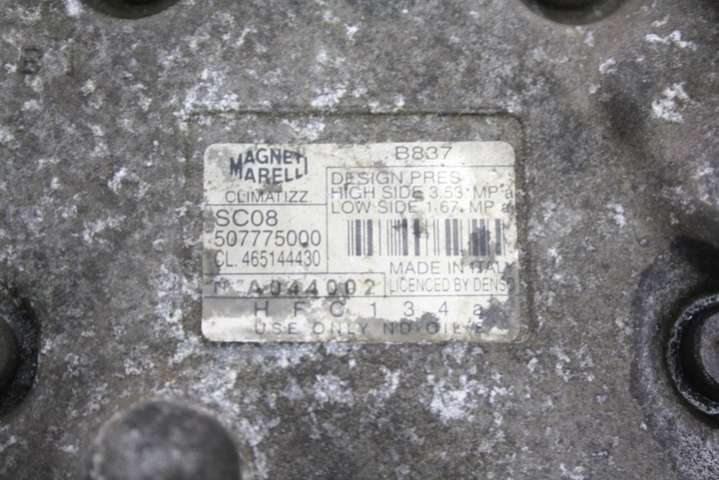 MAGNETI
MARELLI
CLIMATIZZ
B837
DESIGN PRES
HIGH SIDE 3,53 MPa
LOW SIDE 1,67 MPa
SC08
507775000
CL. 465144430
MADE IN ITALY
LICENCED BY DENSO
A044002
HFC134a
USE ONLY ND OIL 8